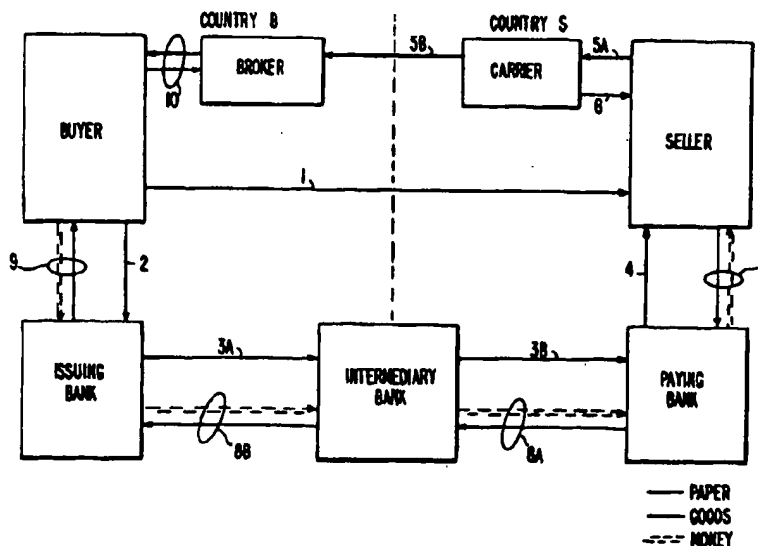 COUNTRY B
COUNTRY S
BUYER
BROKER
5B
CARRIER
5A
SELLER
10
6
1
9
2
4
ISSUING
BANK
3A
INTERMEDIARY
BANK
3B
PAYING
BANK
8B
8A
PAPER
GOODS
MONEY